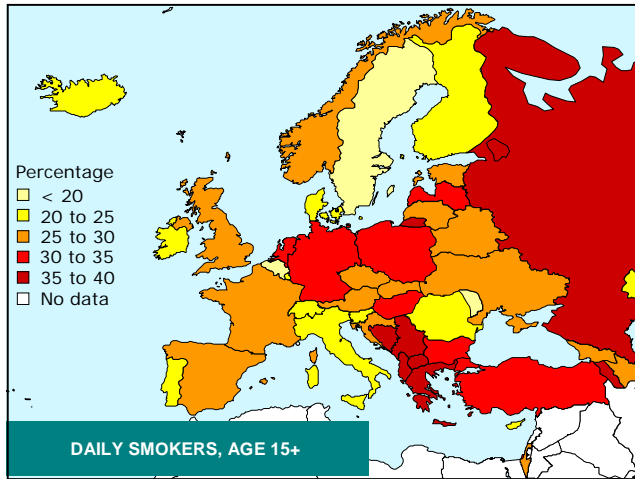 Percentage
< 20
20 to 25
25 to 30
30 to 35
35 to 40
No data
DAILY SMOKERS, AGE 15+